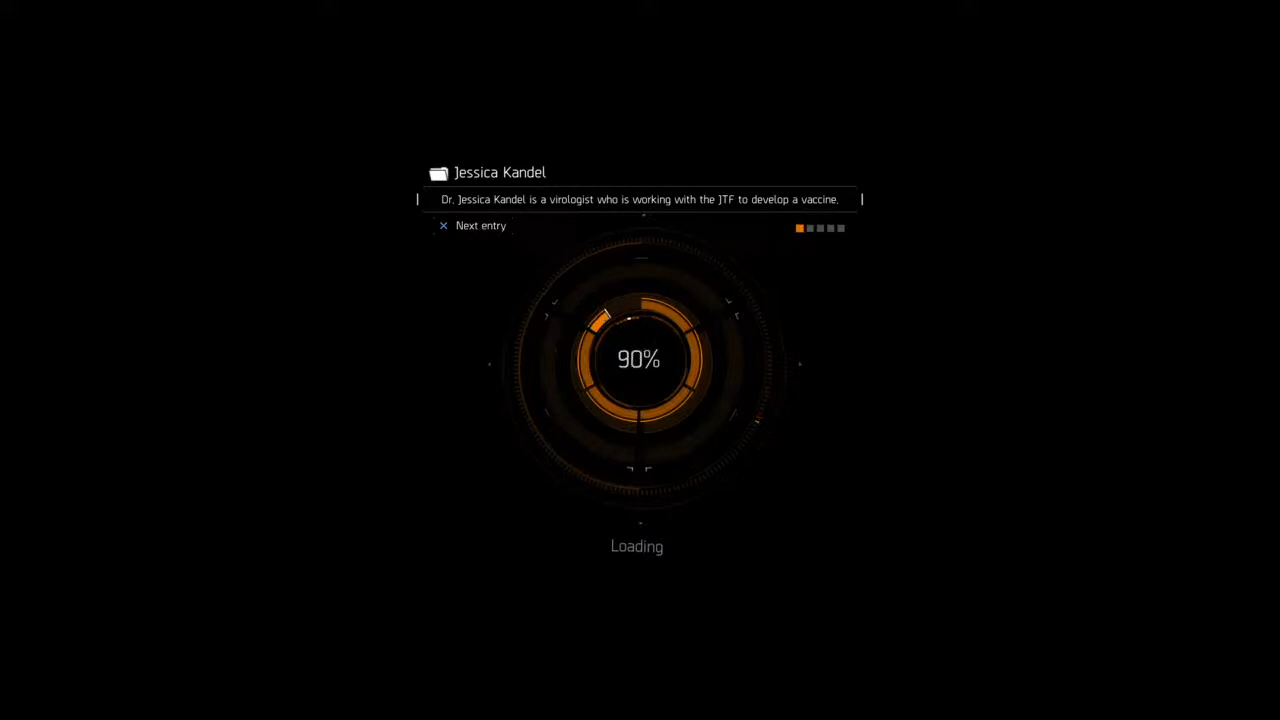 Jessica Kandel
Dr. Jessica Kandel is a virologist who is working with the JTF to develop a vaccine.
Next entry
90%
Loading